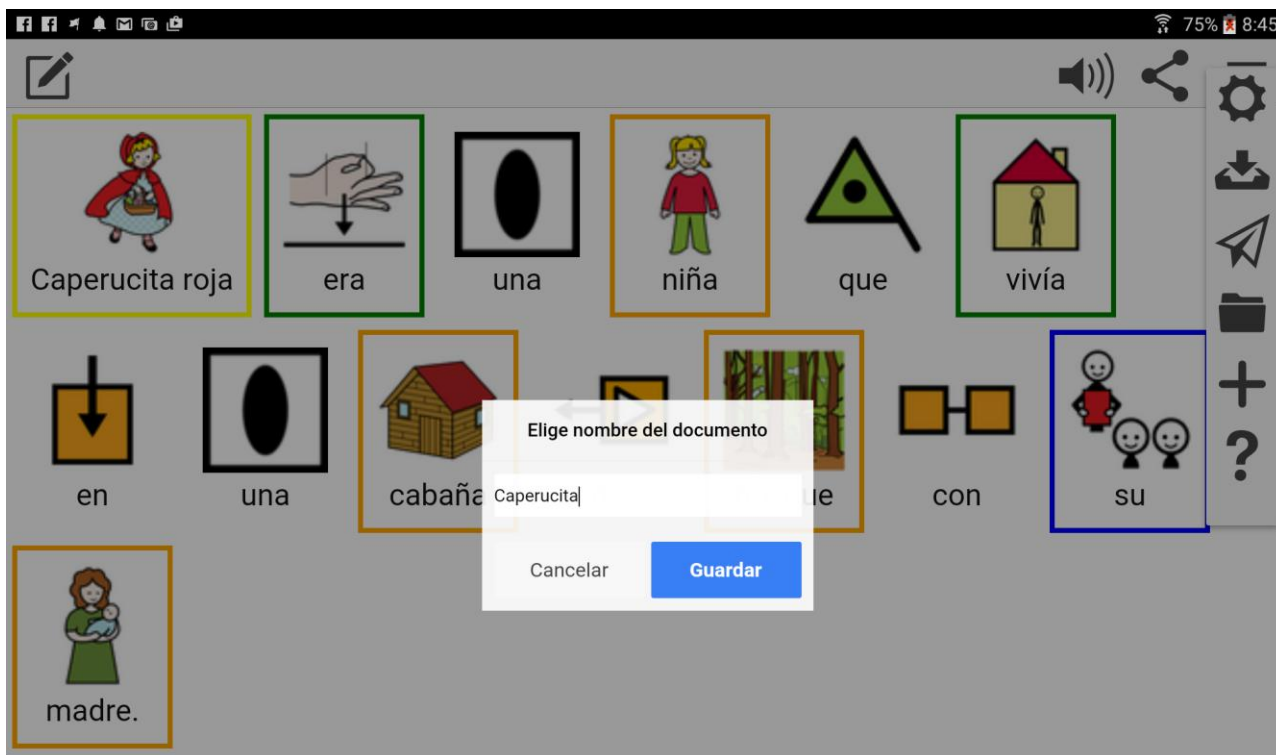 75% 8:45
Caperucita roja era una niña que vivía
en una cabaña con su
Elige nombre del documento
Caperucita
Cancelar Guardar
madre.